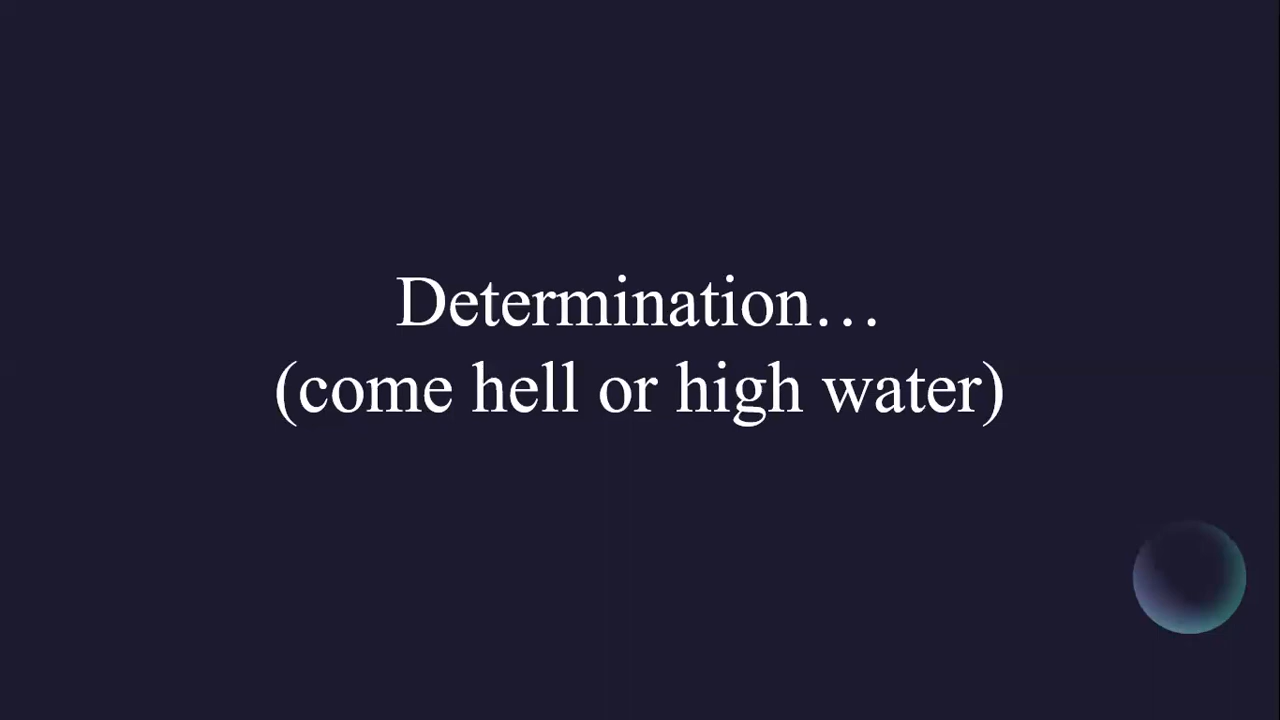 Determination…
(come hell or high water)